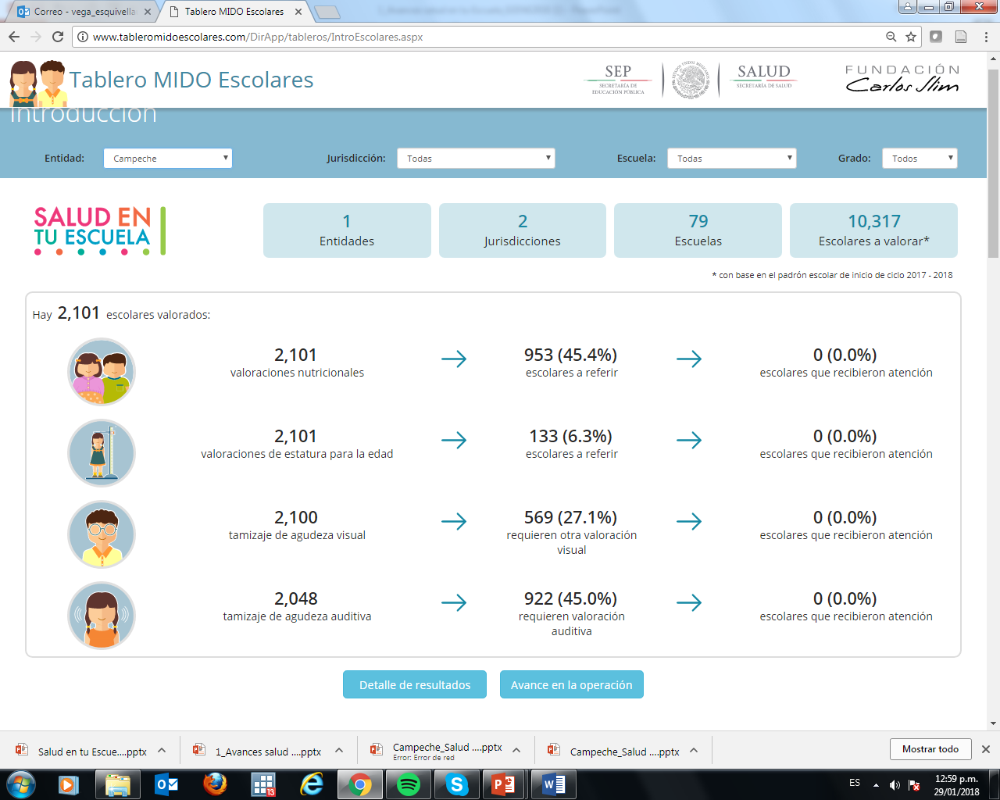 Correo - vega_esquivella
Tablero MIDO Escolares
www.tableromidoescolares.com/DirApp/tableros/IntroEscolares.aspx
Tablero MIDO Escolares
SEP
SECRETARÍA DE
EDUCACIÓN PÚBLICA
SALUD
SECRETARÍA DE SALUD
FUNDACIÓN
Carlos Slim
Introducción
Entidad:
Campeche
Jurisdicción:
Todas
Escuela:
Todas
Grado:
Todos
SALUD EN
TU ESCUELA
1
Entidades
2
Jurisdicciones
79
Escuelas
10,317
Escolares a valorar*
* con base en el padrón escolar de inicio de ciclo 2017 - 2018
Hay 2,101 escolares valorados:
2,101
valoraciones nutricionales
953 (45.4%)
escolares a referir
0 (0.0%)
escolares que recibieron atención
2,101
valoraciones de estatura para la edad
133 (6.3%)
escolares a referir
0 (0.0%)
escolares que recibieron atención
2,100
tamizaje de agudeza visual
569 (27.1%)
requieren otra valoración
visual
0 (0.0%)
escolares que recibieron atención
2,048
tamizaje de agudeza auditiva
922 (45.0%)
requieren valoración
auditiva
0 (0.0%)
escolares que recibieron atención
Detalle de resultados
Avance en la operación
Salud en tu Escue....pptx
1_Avances salud ....pptx
Campeche_Salud ....pptx
Error: Error de red
Campeche_Salud ....pptx
Mostrar todo
13
ES
12:59 p.m.
29/01/2018